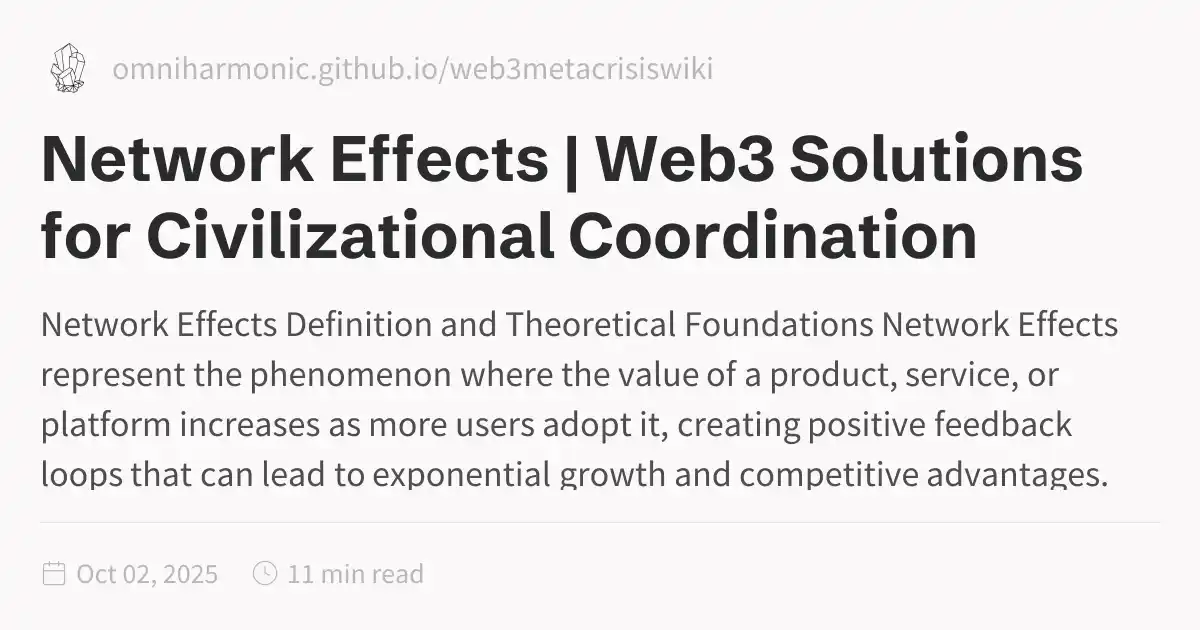 omniharmonic.github.io/web3metacrisiswiki
Network Effects | Web3 Solutions
for Civilizational Coordination
Network Effects Definition and Theoretical Foundations Network Effects
represent the phenomenon where the value of a product, service, or
platform increases as more users adopt it, creating positive feedback
loops that can lead to exponential growth and competitive advantages.
Oct 02, 2025 11 min read